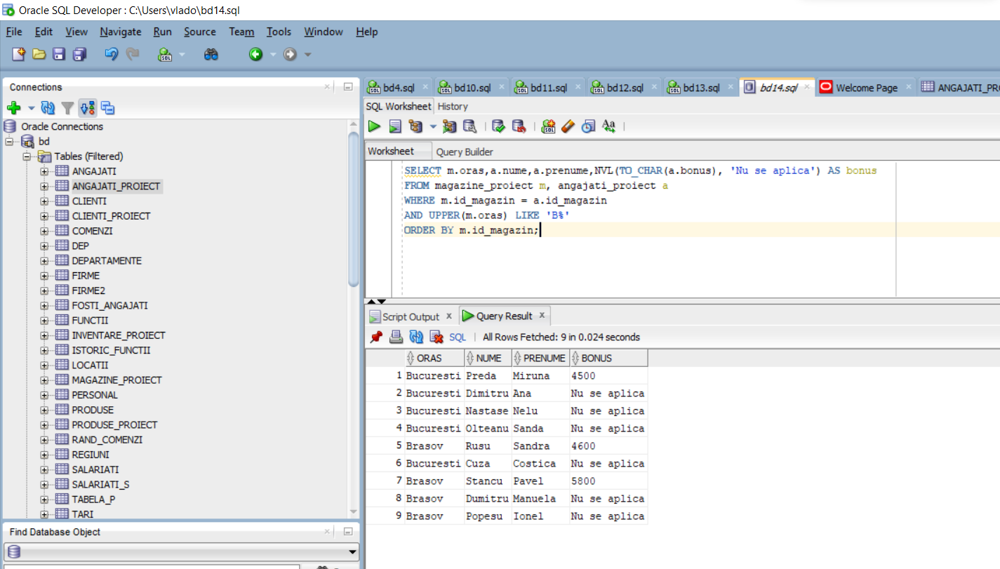 Oracle SQL Developer : C:\Users\vlado\bd14.sql
File Edit View Navigate Run Source Team Tools Window Help
Connections
bd4.sql bd10.sql bd11.sql bd12.sql bd13.sql bd14.sql Welcome Page ANGAJATI_PR
SQL Worksheet History
Oracle Connections
bd
Tables (Filtered)
ANGAJATI
ANGAJATI_PROIECT
CLIENTI
CLIENTI_PROIECT
COMENZI
DEP
DEPARTAMENTE
FIRME
FIRME2
FOSTI_ANGAJATI
FUNCTII
INVENTARE_PROIECT
ISTORIC_FUNCTII
LOCATII
MAGAZINE_PROIECT
PERSONAL
PRODUSE
PRODUSE_PROIECT
RAND_COMENZI
REGIUNI
SALARIATI
SALARIATI_S
TABELA_P
TARI
Find Database Object
Worksheet Query Builder
SELECT m.oras,a.nume,a.prenume,NVL(TO_CHAR(a.bonus), 'Nu se aplica') AS bonus
FROM magazine_proiect m, angajati_proiect a
WHERE m.id_magazin = a.id_magazin
AND UPPER(m.oras) LIKE 'B%'
ORDER BY m.id_magazin;
Script Output Query Result
SQL All Rows Fetched: 9 in 0.024 seconds
ORAS NUME PRENUME BONUS
1 Bucuresti Preda Miruna 4500
2 Bucuresti Dimitru Ana Nu se aplica
3 Bucuresti Nastase Nelu Nu se aplica
4 Bucuresti Olteanu Sanda Nu se aplica
5 Brasov Rusu Sandra 4600
6 Bucuresti Cuza Costica Nu se aplica
7 Brasov Stancu Pavel 5800
8 Brasov Dumitru Manuela Nu se aplica
9 Brasov Popesu Ionel Nu se aplica